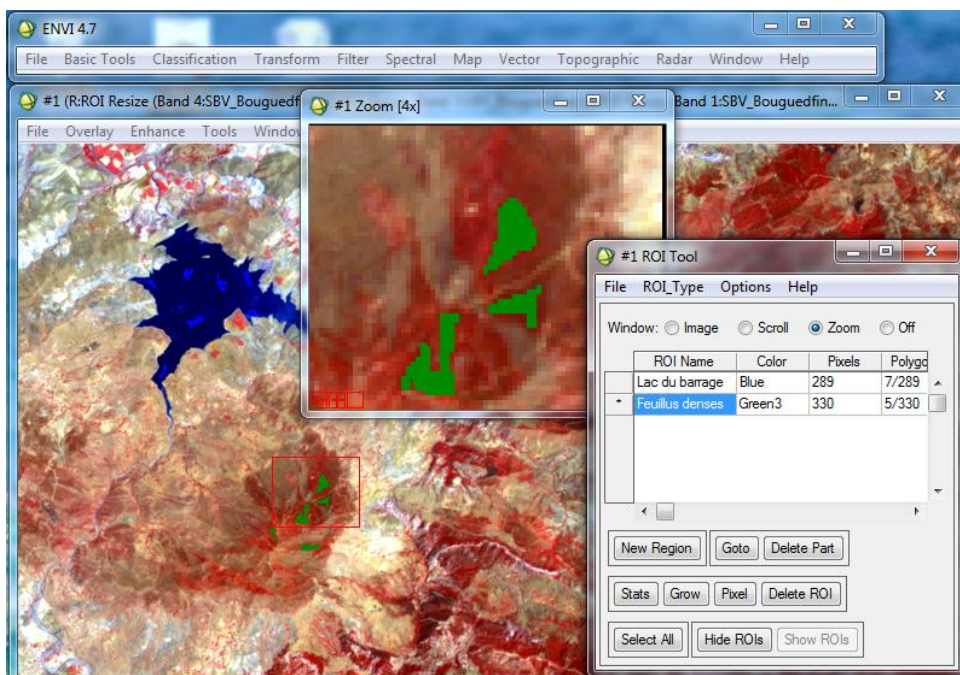 ENVI 4.7
File Basic Tools Classification Transform Filter Spectral Map Vector Topographic Radar Window Help
#1 (R:ROI Resize (Band 4:SBV_Bouguedf
Band 1:SBV_Bouguedfin...
File Overlay Enhance Tools Window
#1 Zoom [4x]
#1 ROI Tool
File ROI_Type Options Help
Window: Image Scroll Zoom Off
ROI Name Color Pixels Polygo
Lac du barrage Blue 289 7/289
* Feuillus denses Green3 330 5/330
New Region Goto Delete Part
Stats Grow Pixel Delete ROI
Select All Hide ROIs Show ROIs